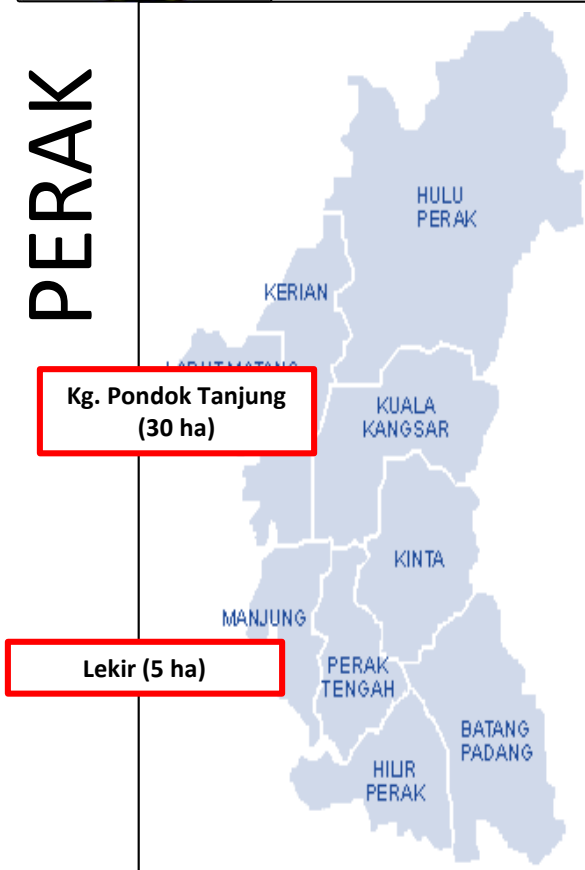 PERAK
HULU
PERAK
KERIAN
Kg. Pondok Tanjung
(30 ha)
KUALA
KANGSAR
KINTA
MANJUNG
Lekir (5 ha)
PERAK
TENGAH
BATANG
PADANG
HILIR
PERAK